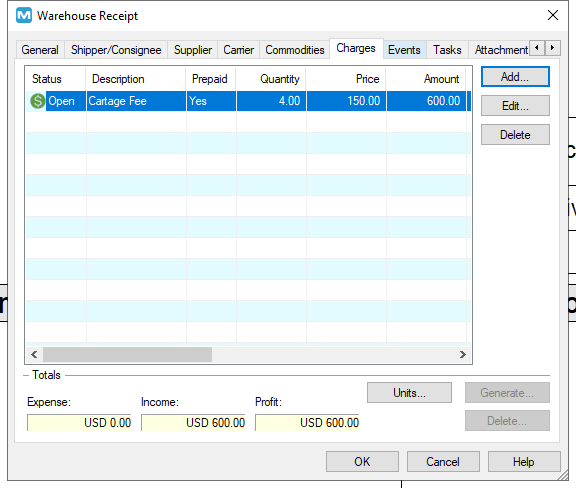 M Warehouse Receipt
General Shipper/Consignee Supplier Carrier Commodities Charges Events Tasks Attachment
Status Description Prepaid Quantity Price Amount
$ Open Cartage Fee Yes 4.00 150.00 600.00
Add...
Edit...
Delete
Totals
Expense: Income: Profit:
USD 0.00 USD 600.00 USD 600.00
Units... Generate...
Delete...
OK Cancel Help